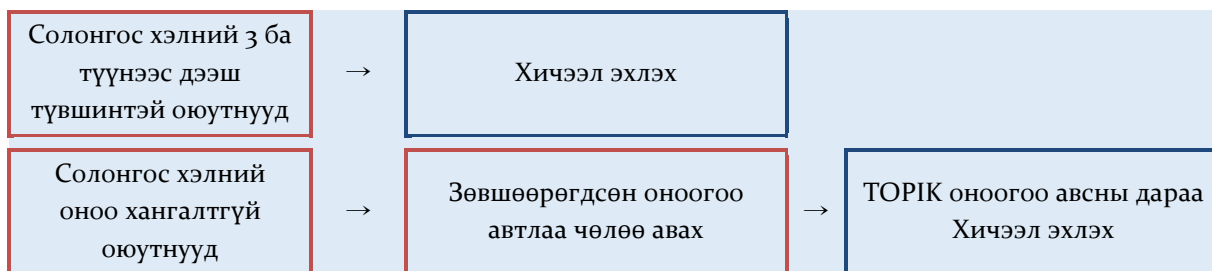 Солонгос хэлний 3 ба
түүнээс дээш
түвшинтэй оюутнууд
→
Хичээл эхлэх
Солонгос хэлний
оноо хангалтгүй
оюутнууд
→
Зөвшөөрөгдсөн оноогоо
автлаа чөлөө авах
→
TOPIK оноогоо авсны дараа
Хичээл эхлэх